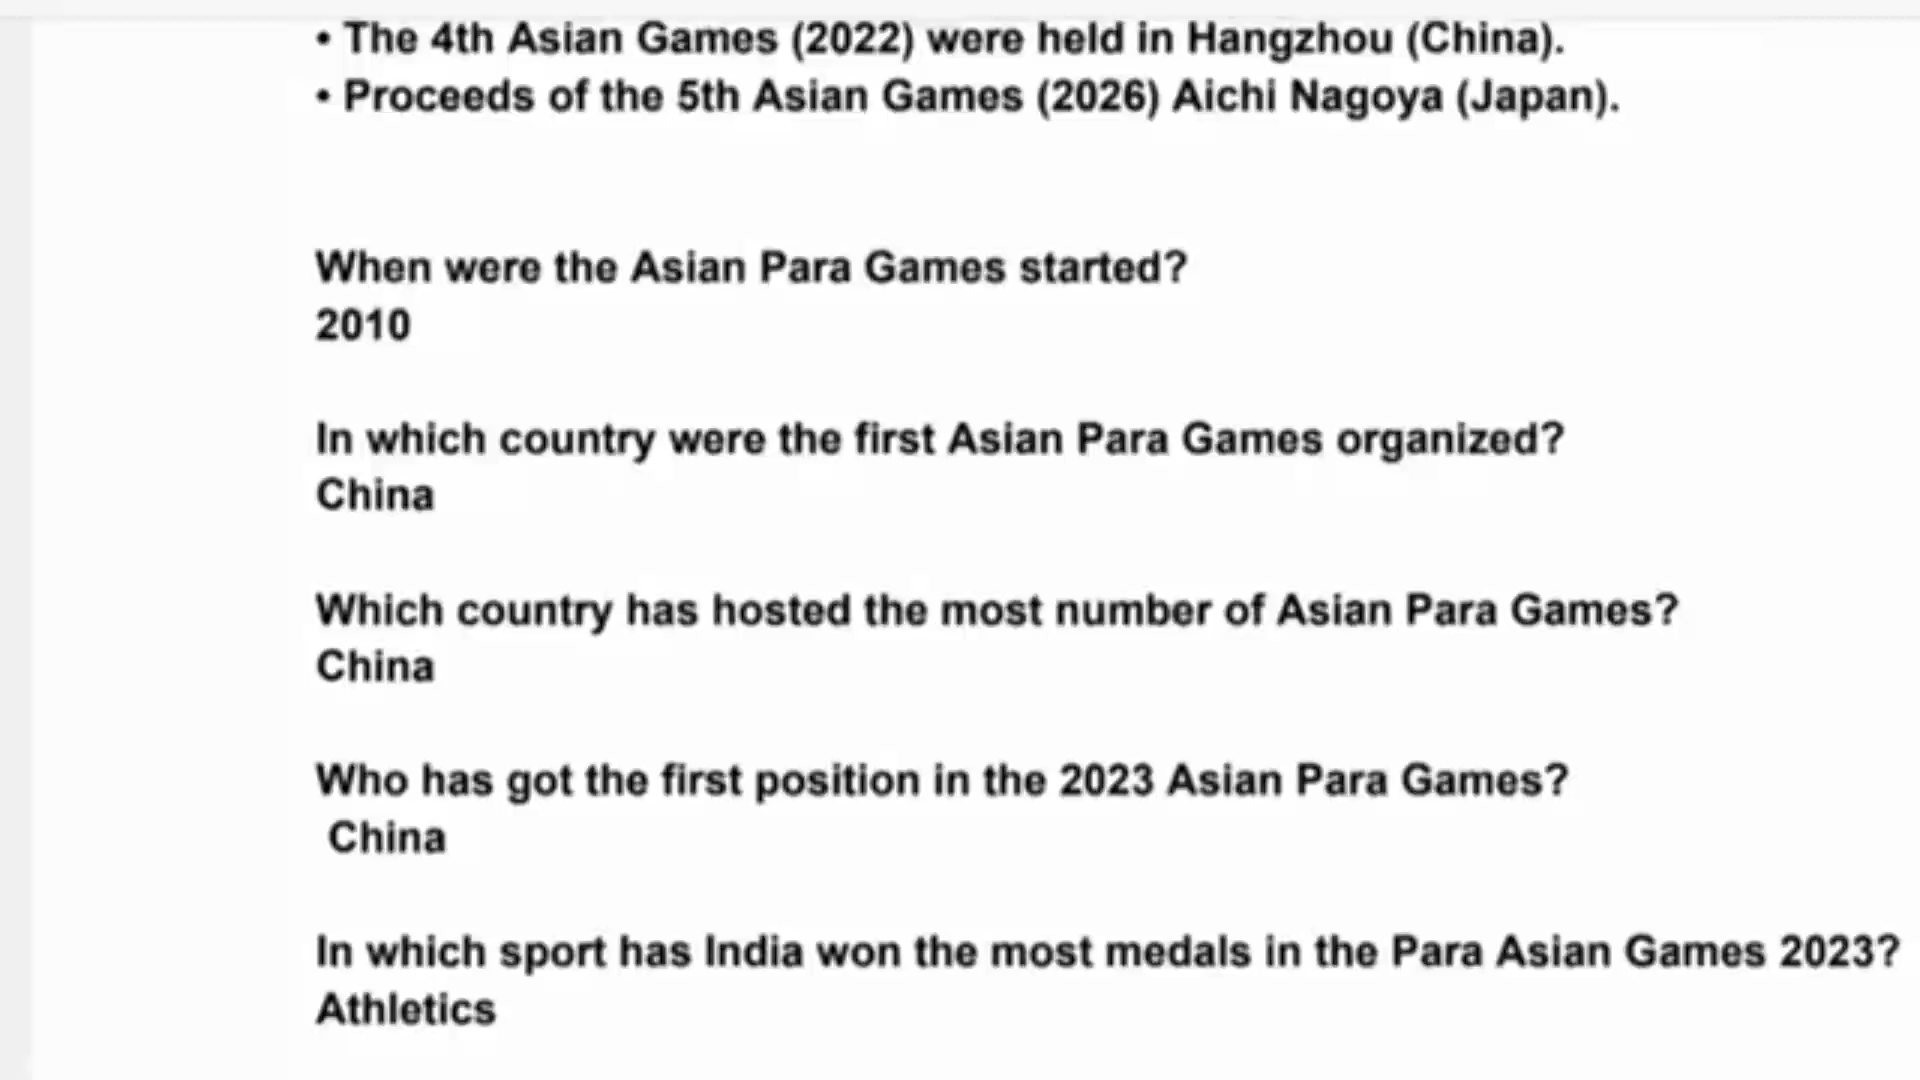 • The 4th Asian Games (2022) were held in Hangzhou (China).
• Proceeds of the 5th Asian Games (2026) Aichi Nagoya (Japan).
When were the Asian Para Games started?
2010
In which country were the first Asian Para Games organized?
China
Which country has hosted the most number of Asian Para Games?
China
Who has got the first position in the 2023 Asian Para Games?
China
In which sport has India won the most medals in the Para Asian Games 2023?
Athletics